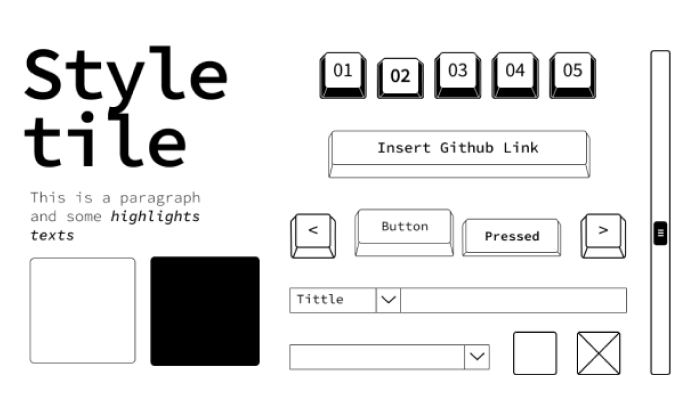 Style
tile
This is a paragraph
and some highlights
texts
01 02 03 04 05
Insert Github Link
< Button Pressed >
Tittle